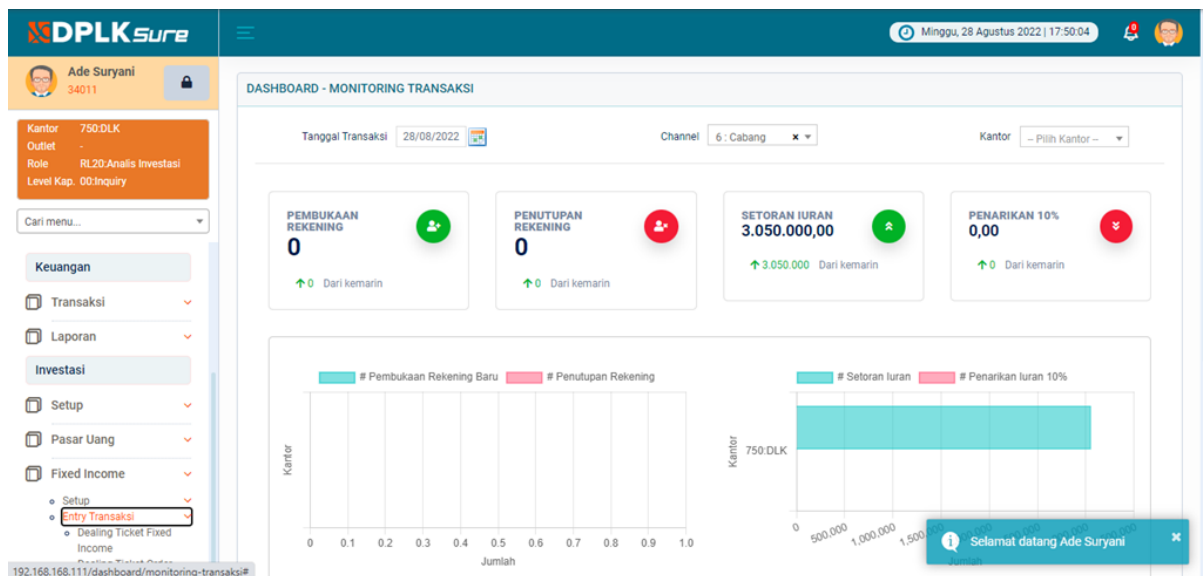 DPLKSure
Minggu, 28 Agustus 2022 | 17:50:04
Ade Suryani
34011
Kantor 750:DLK
Outlet -
Role RL20:Analis Investasi
Level Kap. 00:Inquiry
Cari menu...
Keuangan
Transaksi
Laporan
Investasi
Setup
Pasar Uang
Fixed Income
Setup
Entry Transaksi
Dealing Ticket Fixed
Income
Dealing Ticket Order
192.168.168.111/dashboard/monitoring-transaksi#
DASHBOARD - MONITORING TRANSAKSI
Tanggal Transaksi 28/08/2022
Channel 6 : Cabang
Kantor -- Pilih Kantor --
PEMBUKAAN
REKENING
0
0 Dari kemarin
PENUTUPAN
REKENING
0
0 Dari kemarin
SETORAN IURAN
3.050.000,00
3.050.000 Dari kemarin
PENARIKAN 10%
0,00
0 Dari kemarin
# Pembukaan Rekening Baru # Penutupan Rekening
Kantor
0 0.1 0.2 0.3 0.4 0.5 0.6 0.7 0.8 0.9 1.0
Jumlah
# Setoran Iuran # Penarikan Iuran 10%
Kantor
750:DLK
0 500,000 1,000,000
Jumlah
Selamat datang Ade Suryani